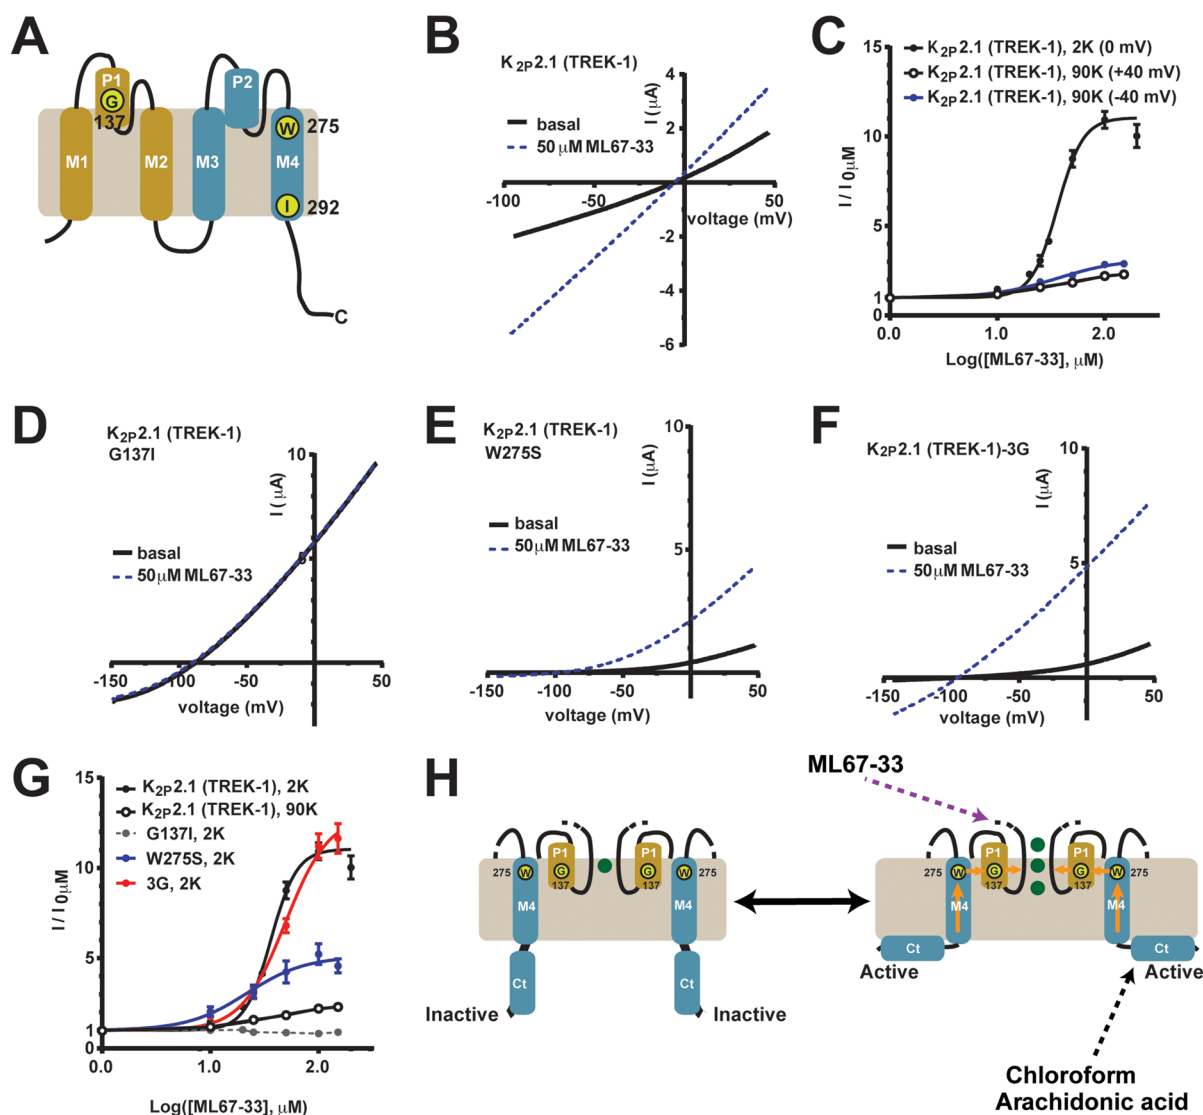 A
P1
G
137
P2
W
275
M1
M2
M3
M4
I
292
C
B
K2P2.1 (TREK-1)
I (μA)
basal
50 μM ML67-33
4
2
-2
-4
-6
-100
-50
50
voltage (mV)
C
K2P2.1 (TREK-1), 2K (0 mV)
K2P2.1 (TREK-1), 90K (+40 mV)
K2P2.1 (TREK-1), 90K (-40 mV)
I / I 0μM
15
10
5
1
0
0.0
1.0
2.0
Log([ML67-33], μM)
D
K2P2.1 (TREK-1)
G137I
I (μA)
10
5
basal
50μM ML67-33
-150
-100
-50
50
voltage (mV)
E
K2P2.1 (TREK-1)
W275S
I (μA)
10
5
basal
50μM ML67-33
-150
-100
-50
50
voltage (mV)
F
K2P2.1 (TREK-1)-3G
I (μA)
10
5
basal
50μM ML67-33
-150
-100
-50
50
voltage (mV)
G
K2P2.1 (TREK-1), 2K
K2P2.1 (TREK-1), 90K
G137I, 2K
W275S, 2K
3G, 2K
I / I 0μM
15
10
5
1
0
0.0
1.0
2.0
Log([ML67-33], μM)
H
ML67-33
P1
P1
275
W
G
137
G
137
W
275
M4
M4
Ct
Ct
Inactive
Inactive
P1
P1
275
W
G
137
G
137
W
275
M4
M4
Ct
Ct
Active
Active
Chloroform
Arachidonic acid